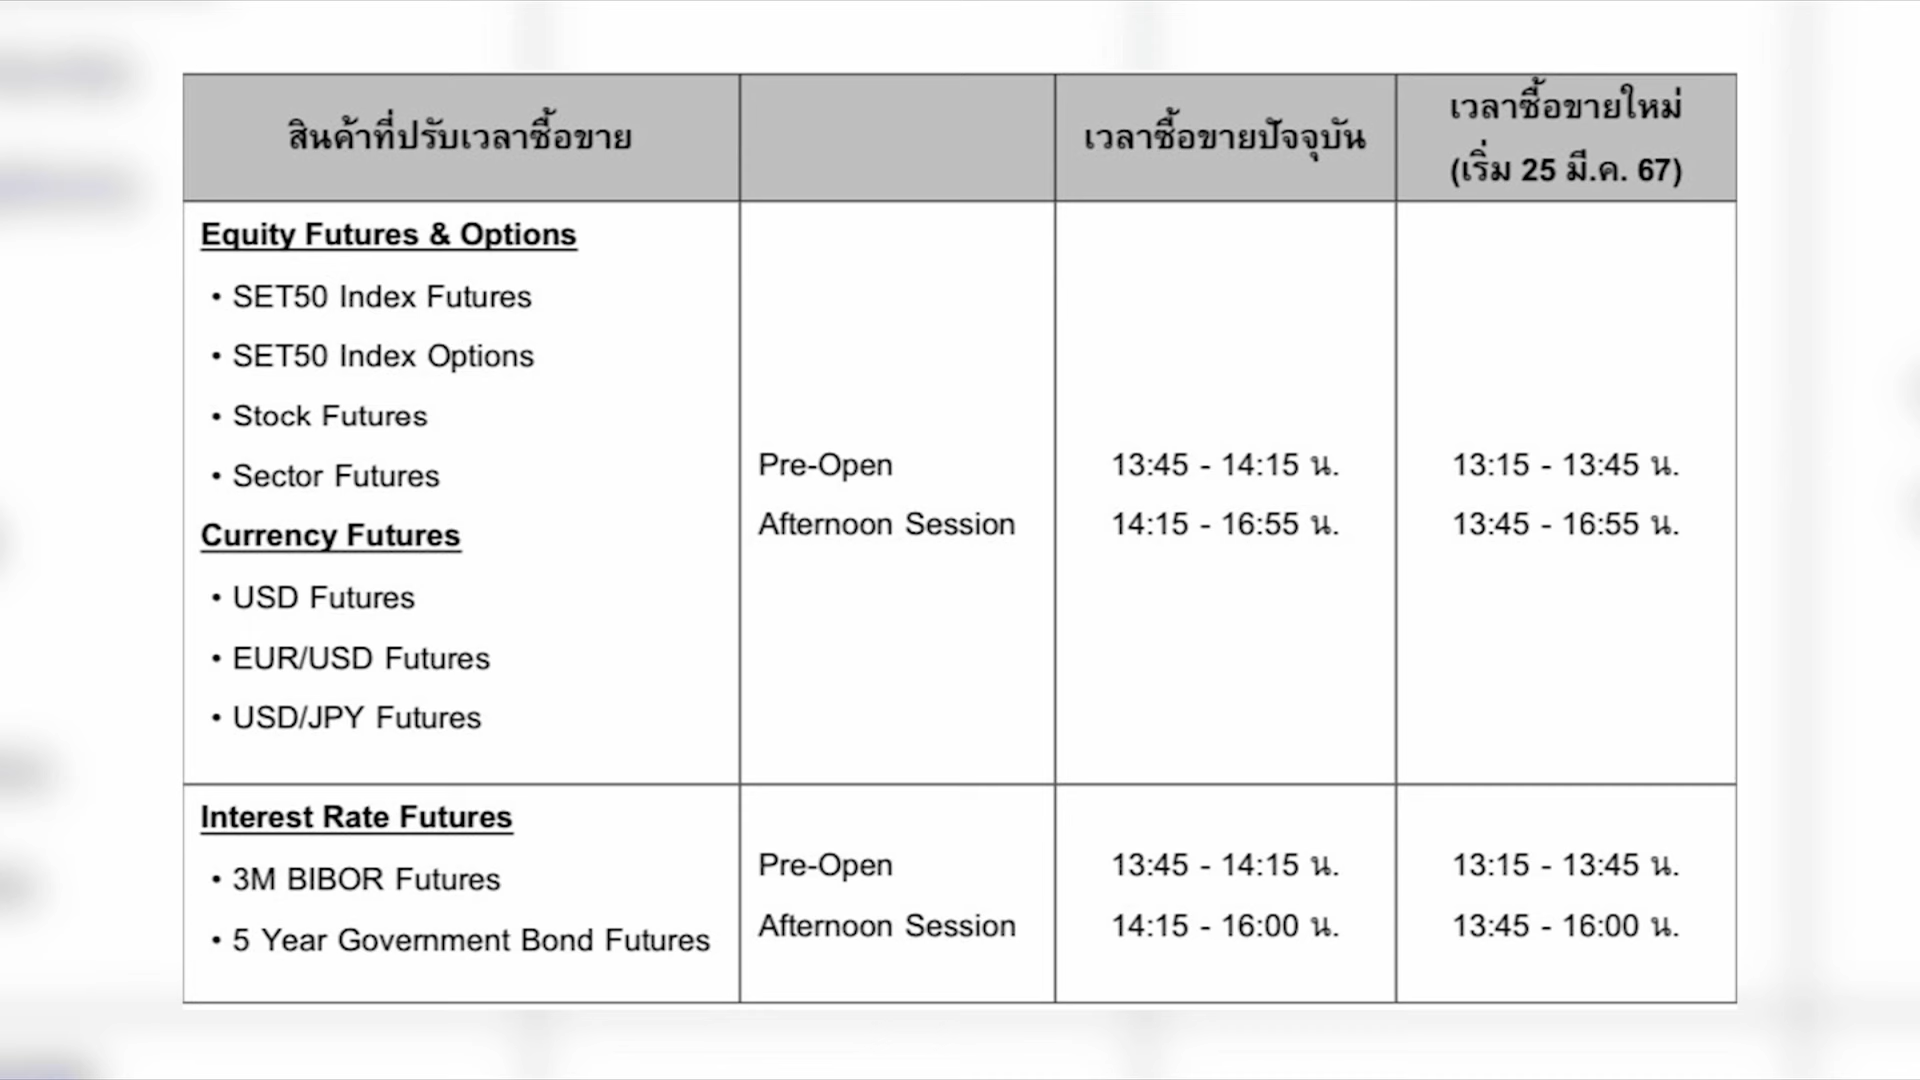 สินค้าที่ปรับเวลาซื้อขาย
เวลาซื้อขายปัจจุบัน
เวลาซื้อขายใหม่
(เริ่ม 25 มี.ค. 67)
Equity Futures & Options
• SET50 Index Futures
• SET50 Index Options
• Stock Futures
• Sector Futures
Currency Futures
• USD Futures
• EUR/USD Futures
• USD/JPY Futures
Pre-Open 13:45 - 14:15 น. 13:15 - 13:45 น.
Afternoon Session 14:15 - 16:55 น. 13:45 - 16:55 น.
Interest Rate Futures
• 3M BIBOR Futures
• 5 Year Government Bond Futures
Pre-Open 13:45 - 14:15 น. 13:15 - 13:45 น.
Afternoon Session 14:15 - 16:00 น. 13:45 - 16:00 น.